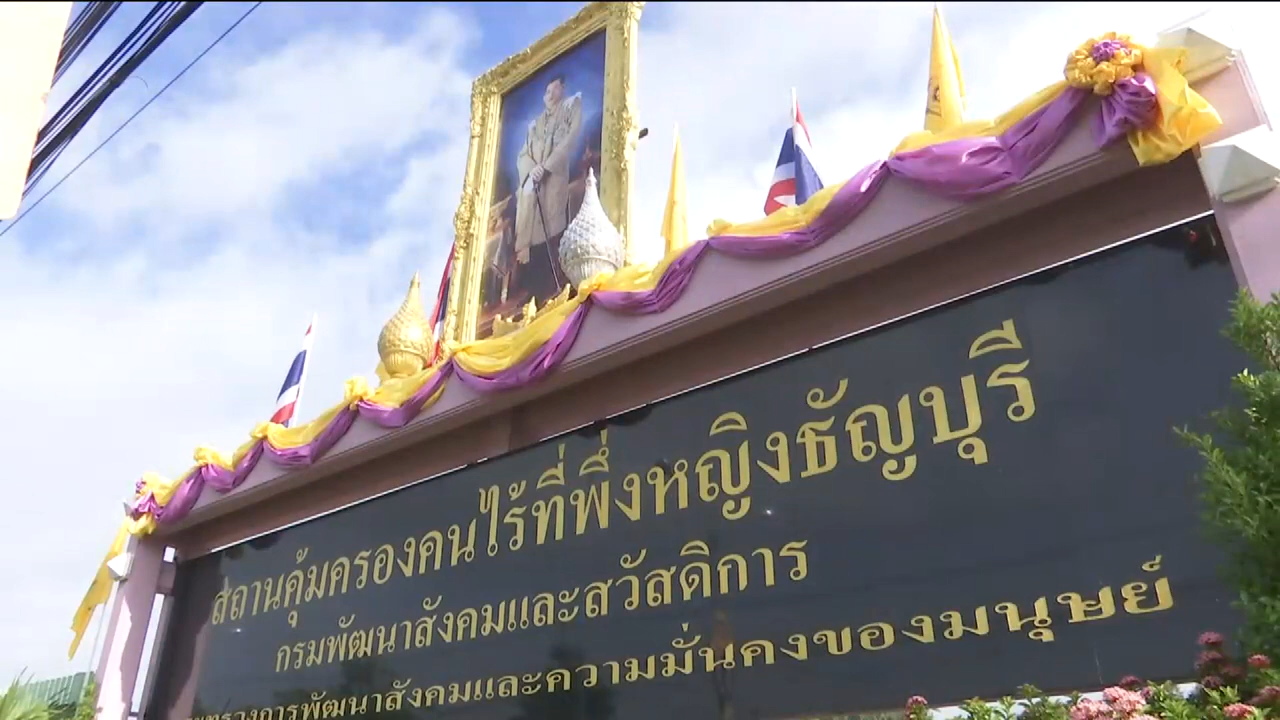 สถานคุ้มครองคนไร้ที่พึ่งหญิงธัญบุรี
กรมพัฒนาสังคมและสวัสดิการ
กระทรวงการพัฒนาสังคมและความมั่นคงของมนุษย์